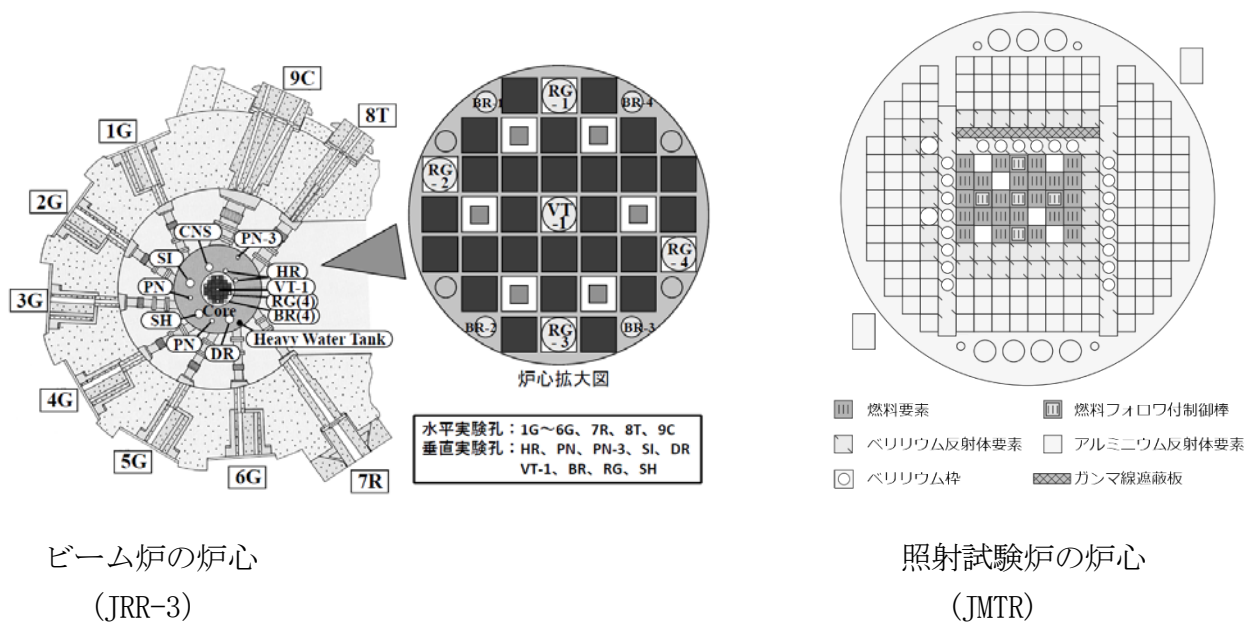 9C
8T
1G
2G
CNS
PN-3
SI
HR
PN
VT-1
3G
RG(4)
SH
Core
BR(4)
PN
DR
Heavy Water Tank
4G
5G
6G
7R
BR-1
RG
-1
BR-4
RG
-2
VT
-1
RG
-4
BR-2
RG
-3
BR-3
炉心拡大図
水平実験孔：1G～6G、7R、8T、9C
垂直実験孔：HR、PN、PN-3、SI、DR
VT-1、BR、RG、SH
燃料要素
燃料フォロワ付制御棒
ベリリウム反射体要素
アルミニウム反射体要素
ベリリウム枠
ガンマ線遮蔽板
ビーム炉の炉心
(JRR-3)
照射試験炉の炉心
(JMTR)